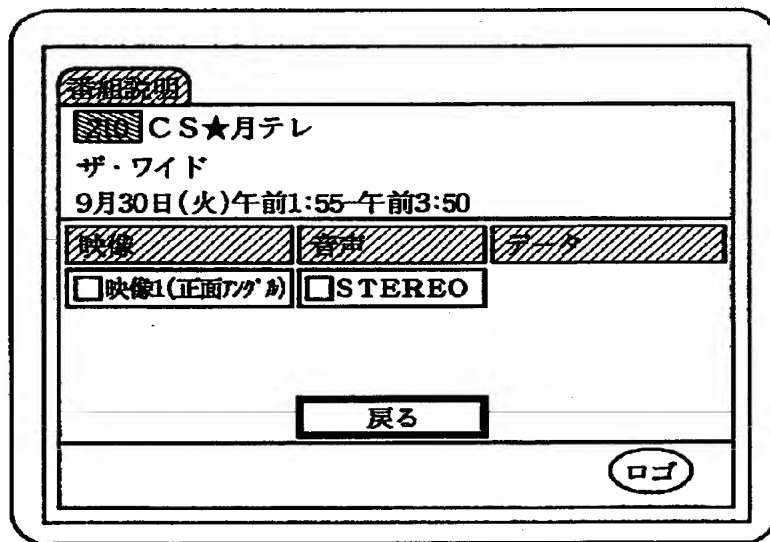 番組説明
210 CS★月テレ
ザ・ワイド
9月30日(火)午前1:55-午前3:50
映像 音声 データ
映像1(正面アングル) STEREO
戻る
ロゴ